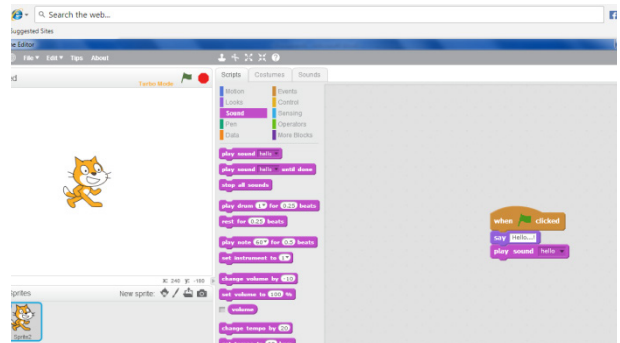 Search the web...
Suggested Sites
e Editor
File Edit Tips About
ed
Turbo Mode
Scripts Costumes Sounds
Motion Events
Looks Control
Sound Sensing
Pen Operators
Data More Blocks
play sound hello
play sound hello until done
stop all sounds
play drum 1 for 0.25 beats
rest for 0.25 beats
play note 60 for 0.5 beats
set instrument to 1
change volume by -10
set volume to 100 %
volume
change tempo by 20
when clicked
say Hello...!
play sound hello
x: 240 y: -180
Sprites New sprite:
Sprite2